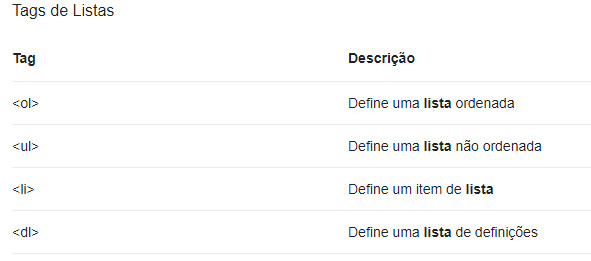 Tags de Listas
Tag Descrição
<ol> Define uma lista ordenada
<ul> Define uma lista não ordenada
<li> Define um item de lista
<dl> Define uma lista de definições